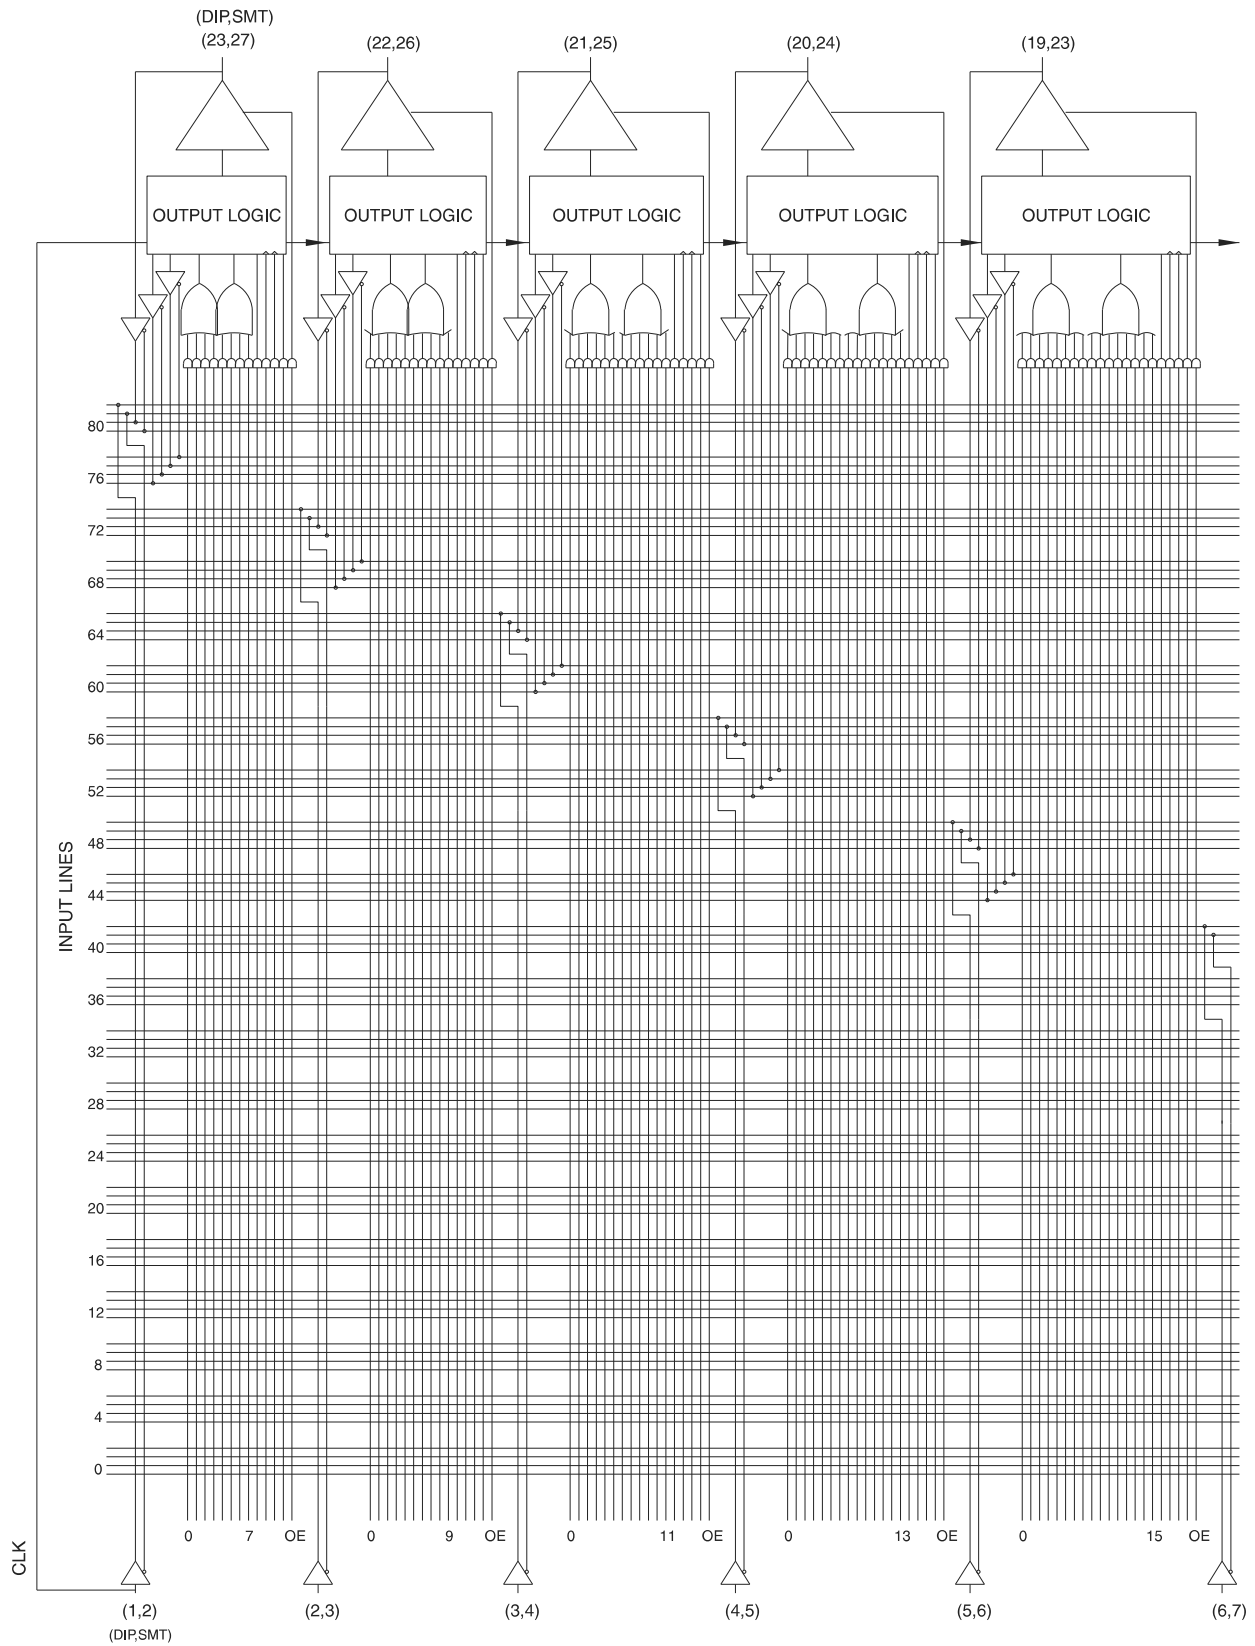 (DIP,SMT)
(23,27) (22,26) (21,25) (20,24) (19,23)
OUTPUT LOGIC OUTPUT LOGIC OUTPUT LOGIC OUTPUT LOGIC OUTPUT LOGIC
80
76
72
68
64
60
56
52
48
44
40
36
32
28
24
20
16
12
8
4
0
INPUT LINES
0 7 OE 0 9 OE 0 11 OE 0 13 OE 0 15 OE
CLK
(1,2) (2,3) (3,4) (4,5) (5,6) (6,7)
(DIP,SMT)